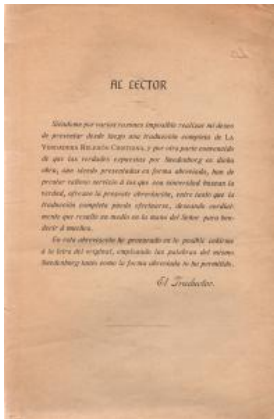 AL LECTOR
Siéndome por varias razones imposible realizar mi deseo
de presentar desde luego una traducción completa de LA
VERDADERA RELIGIÓN CRISTIANA, y por otra parte convencido
de que las verdades expuestas por Swedenborg en dicha
obra, aun siendo presentadas en forma abreviada, han de
prestar valioso servicio á los que con sinceridad buscan la
verdad, ofrezco la presente abreviación, entre tanto que la
traducción completa pueda efectuarse, deseando cordial-
mente que resulte un medio en la mano del Señor para ben-
decir á muchos.
En esta abreviación he procurado en lo posible ceñirme
á la letra del original, empleando las palabras del mismo
Swedenborg tanto como la forma abreviada lo ha permitido.
El Traductor.